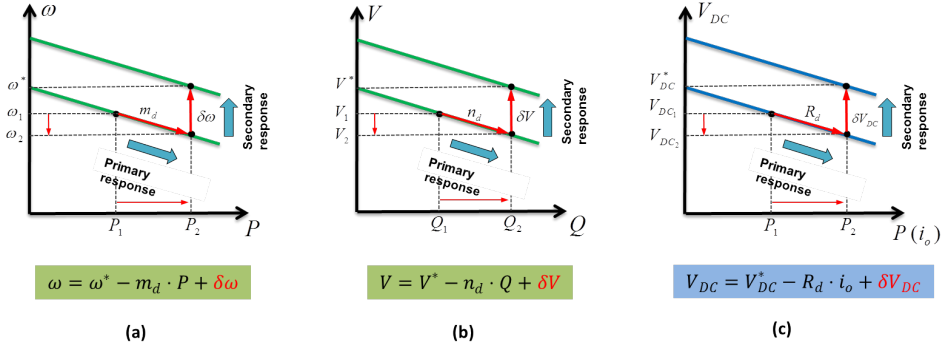 ω
ω*
ω₁
ω₂
m_d
δω
Secondary
response
Primary
response
P₁
P₂
P
ω = ω* − m_d · P + δω
(a)
V
V*
V₁
V₂
n_d
δV
Secondary
response
Primary
response
Q₁
Q₂
Q
V = V* − n_d · Q + δV
(b)
V_DC
V*_DC
V_DC₁
V_DC₂
R_d
δV_DC
Secondary
response
Primary
response
P₁
P₂
P (i_o)
V_DC = V*_DC − R_d · i_o + δV_DC
(c)